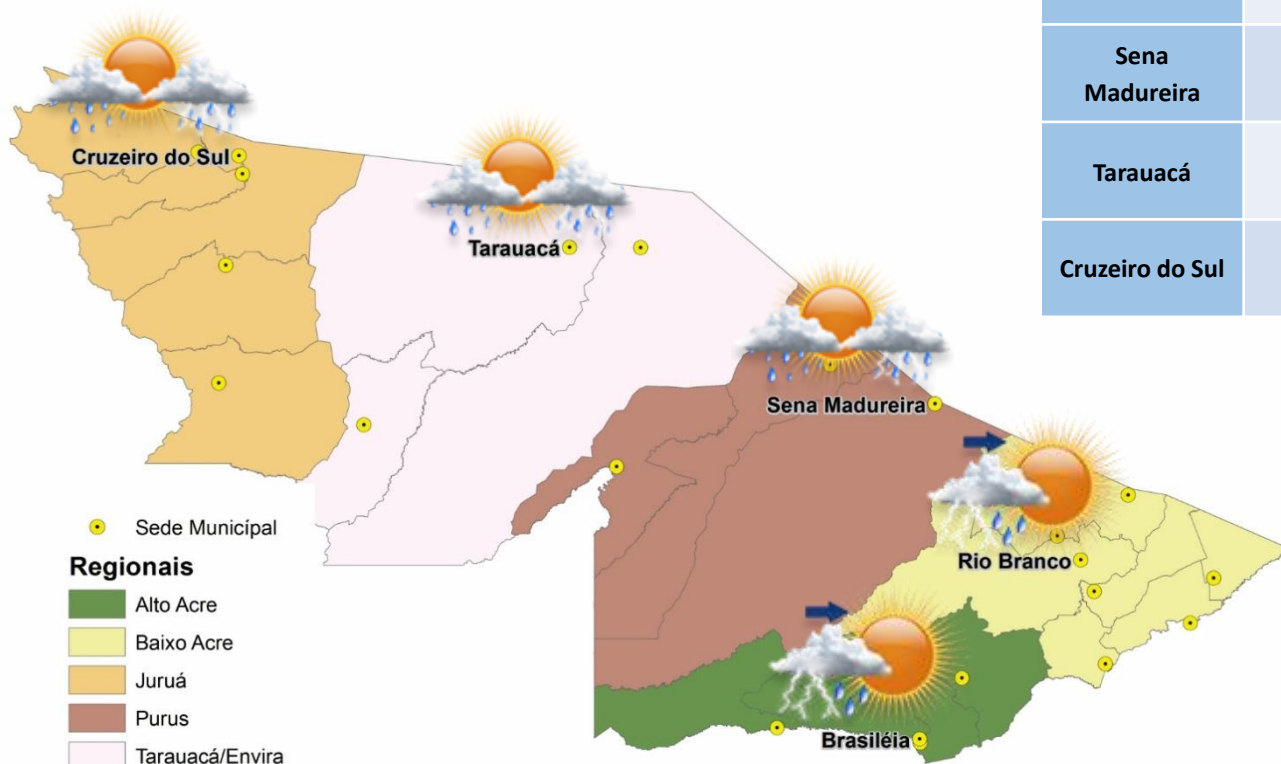 Cruzeiro do Sul
Tarauacá
Sena Madureira
Rio Branco
Brasiléia
Sede Municípal
Regionais
Alto Acre
Baixo Acre
Juruá
Purus
Tarauacá/Envira
Sena
Madureira
Tarauacá
Cruzeiro do Sul